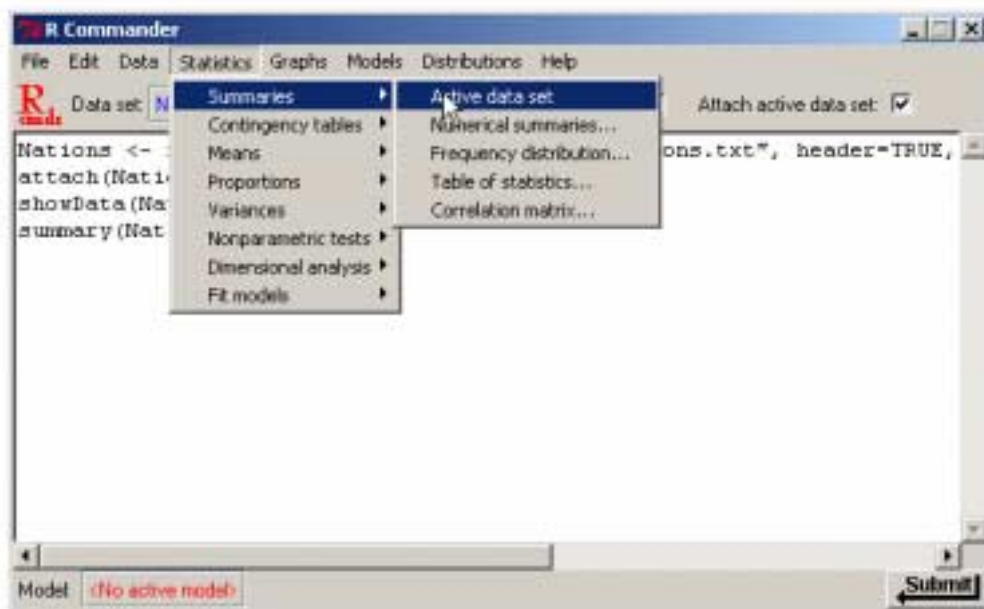 R Commander
File Edit Data Statistics Graphs Models Distributions Help
R cmdr Data set: N Attach active data set:
Summaries
Contingency tables
Means
Proportions
Variances
Nonparametric tests
Dimensional analysis
Fit models
Active data set
Numerical summaries...
Frequency distribution...
Table of statistics...
Correlation matrix...
Nations <- ons.txt", header=TRUE,
attach(Nati
showData(Na
summary(Nat
Model: <No active model> Submit